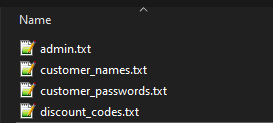 Name
admin.txt
customer_names.txt
customer_passwords.txt
discount_codes.txt